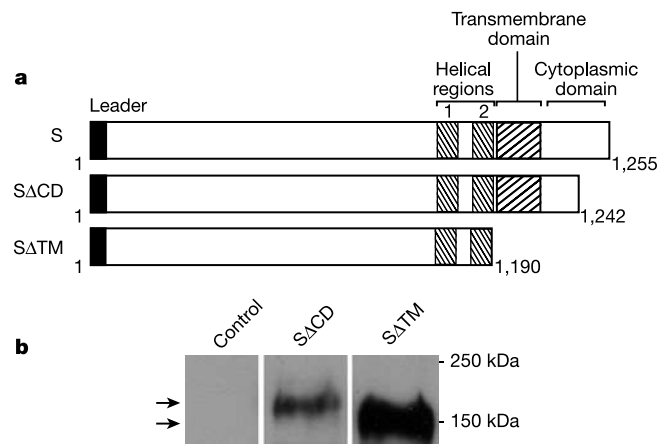 Transmembrane
domain
a
Helical
regions
Cytoplasmic
domain
Leader
1 2
S
1
1,255
SΔCD
1
1,242
SΔTM
1
1,190
b
Control
SΔCD
SΔTM
- 250 kDa
- 150 kDa